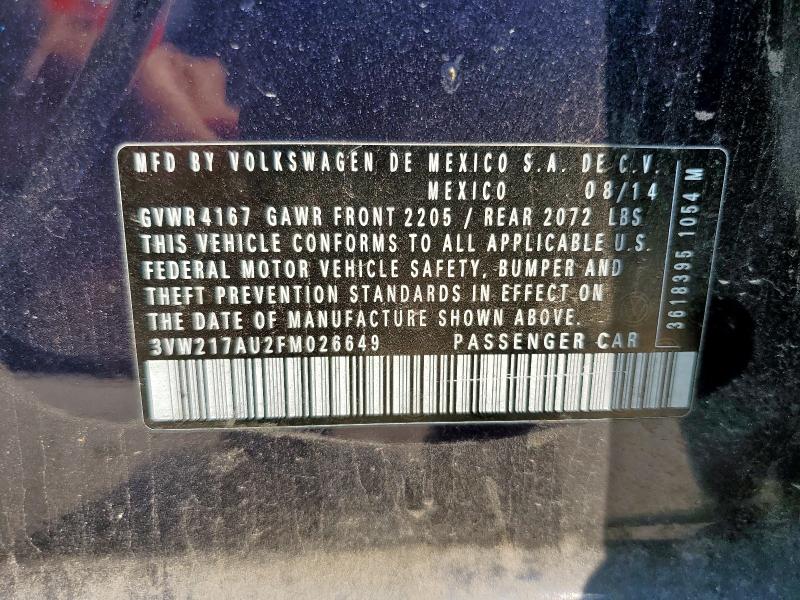 MFD BY VOLKSWAGEN DE MEXICO S.A. DE C.V.
MEXICO 08/14
GVWR 4167 GAWR FRONT 2205 / REAR 2072 LBS
THIS VEHICLE CONFORMS TO ALL APPLICABLE U.S.
FEDERAL MOTOR VEHICLE SAFETY, BUMPER AND
THEFT PREVENTION STANDARDS IN EFFECT ON
THE DATE OF MANUFACTURE SHOWN ABOVE.
3VW217AU2FM026649 PASSENGER CAR
3618395 1054 M